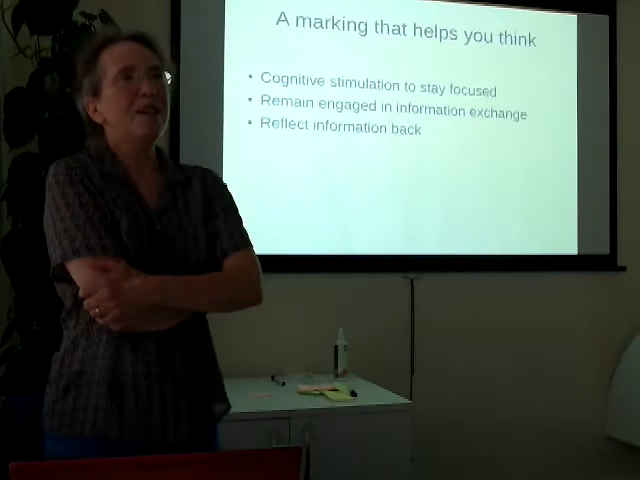 A marking that helps you think
• Cognitive stimulation to stay focused
• Remain engaged in information exchange
• Reflect information back